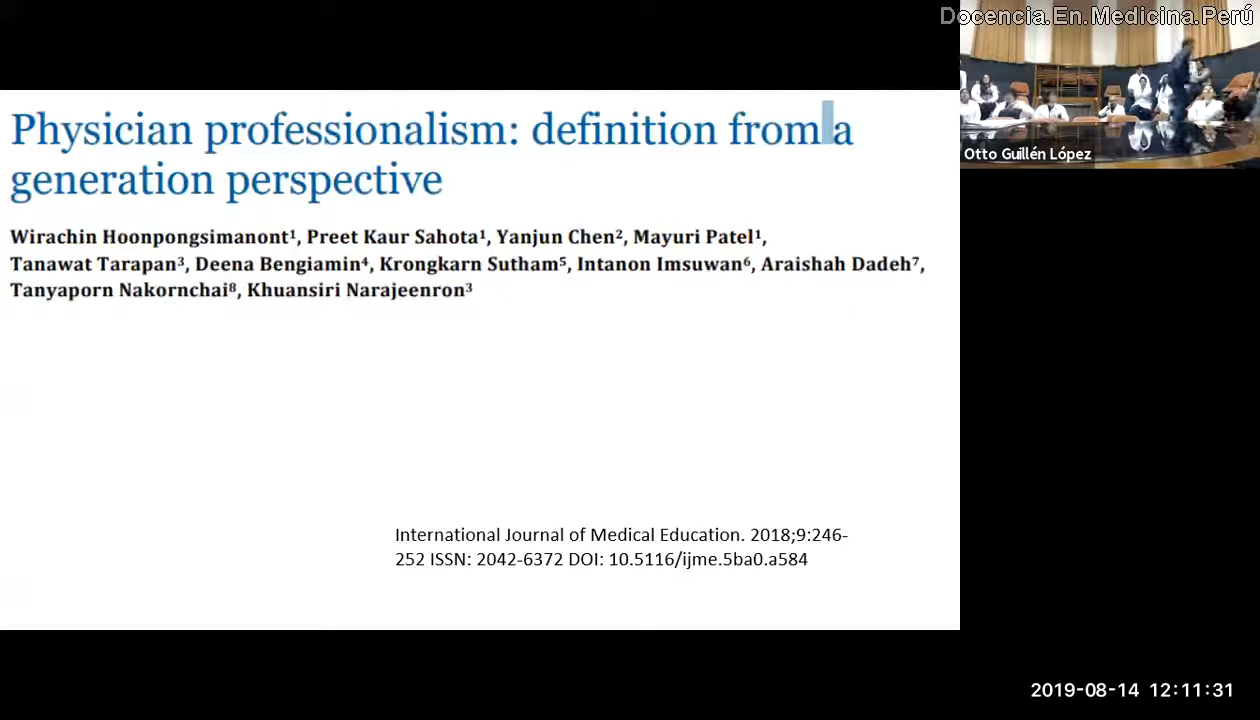 Docencia.En.Medicina.Perú
Physician professionalism: definition from a
generation perspective
Wirachin Hoonpongsimanont¹, Preet Kaur Sahota¹, Yanjun Chen², Mayuri Patel¹,
Tanawat Tarapan³, Deena Bengiamin⁴, Krongkarn Sutham⁵, Intanon Imsuwan⁶, Araishah Dadeh⁷,
Tanyaporn Nakornchai⁸, Khuansiri Narajeenron³
International Journal of Medical Education. 2018;9:246-
252 ISSN: 2042-6372 DOI: 10.5116/ijme.5ba0.a584
Otto Guillén López
2019-08-14 12:11:31